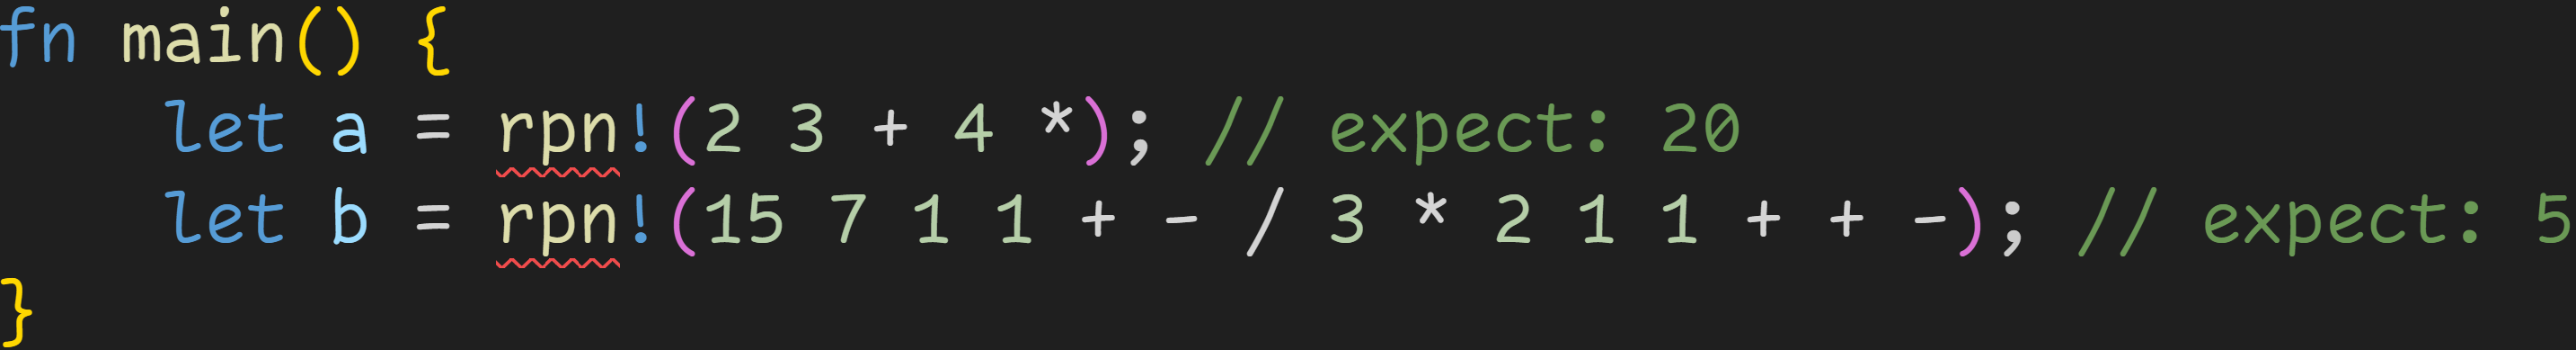 fn main() {
    let a = rpn!(2 3 + 4 *); // expect: 20
    let b = rpn!(15 7 1 1 + - / 3 * 2 1 1 + + -); // expect: 5
}